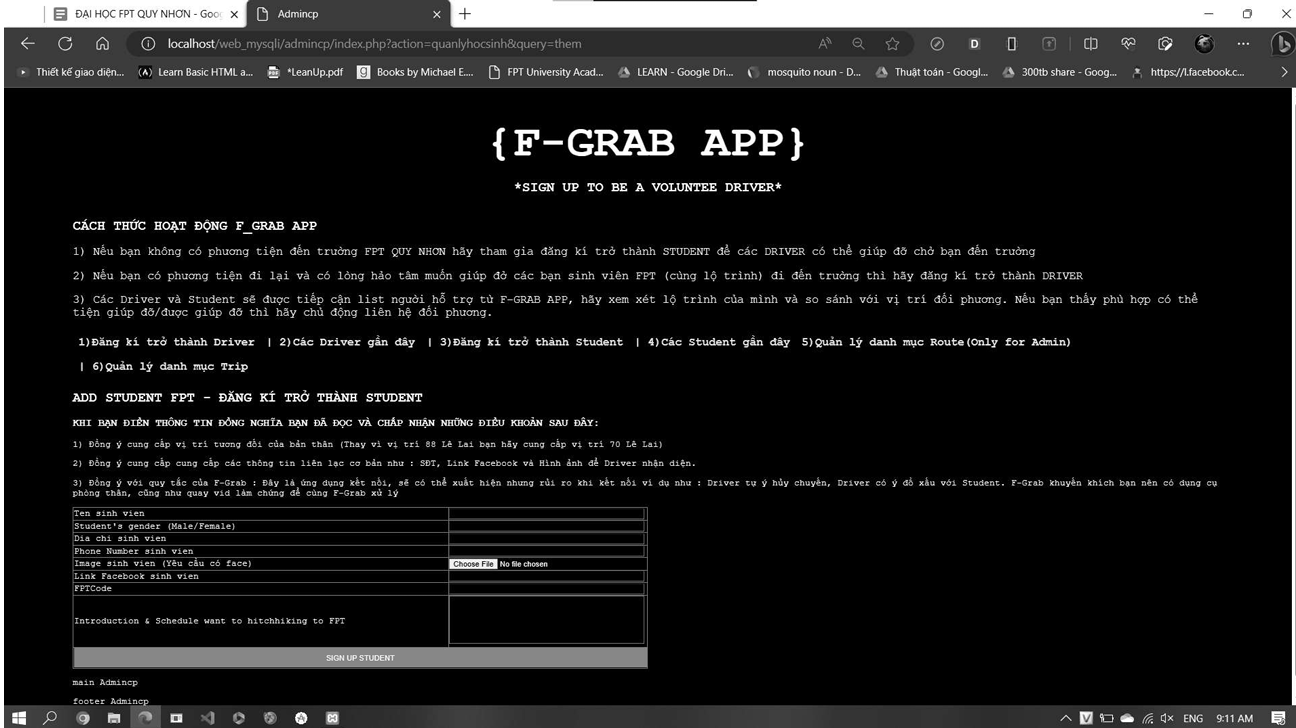 ĐẠI HỌC FPT QUY NHƠN - Goo
Admincp
localhost/web_mysqli/admincp/index.php?action=quanlyhocsinh&query=them
Thiết kế giao diện... Learn Basic HTML a... *LeanUp.pdf Books by Michael E.... FPT University Acad... LEARN - Google Dri... mosquito noun - D... Thuật toán - Googl... 300tb share - Goog... https://l.facebook.c...
{F-GRAB APP}
*SIGN UP TO BE A VOLUNTEE DRIVER*
CÁCH THỨC HOẠT ĐỘNG F_GRAB APP
1) Nếu bạn không có phương tiện đến trường FPT QUY NHƠN hãy tham gia đăng kí trở thành STUDENT để các DRIVER có thể giúp đỡ chở bạn đến trường
2) Nếu bạn có phương tiện đi lại và có lòng hảo tâm muốn giúp đở các bạn sinh viên FPT (cùng lộ trình) đi đến trường thì hãy đăng kí trở thành DRIVER
3) Các Driver và Student sẽ được tiếp cận list người hỗ trợ từ F-GRAB APP, hãy xem xét lộ trình của mình và so sánh với vị trí đối phương. Nếu bạn thấy phù hợp có thể
tiện giúp đỡ/được giúp đỡ thì hãy chủ động liên hệ đối phương.
1)Đăng kí trở thành Driver | 2)Các Driver gần đây | 3)Đăng kí trở thành Student | 4)Các Student gần đây 5)Quản lý danh mục Route(Only for Admin)
| 6)Quản lý danh mục Trip
ADD STUDENT FPT - ĐĂNG KÍ TRỞ THÀNH STUDENT
KHI BẠN ĐIỀN THÔNG TIN ĐỒNG NGHĨA BẠN ĐÃ ĐỌC VÀ CHẤP NHẬN NHỮNG ĐIỀU KHOẢN SAU ĐÂY:
1) Đồng ý cung cấp vị trí tương đối của bản thân (Thay vì vị trí 88 Lê Lai bạn hãy cung cấp vị trí 70 Lê Lai)
2) Đồng ý cung cấp cung cấp các thông tin liên lạc cơ bản như : SĐT, Link Facebook và Hình ảnh để Driver nhận diện.
3) Đồng ý với quy tắc của F-Grab : Đây là ứng dụng kết nối, sẽ có thể xuất hiện nhưng rủi ro khi kết nối ví dụ như : Driver tự ý hủy chuyến, Driver có ý đồ xấu với Student. F-Grab khuyến khích bạn nên có dụng cụ
phòng thân, cũng như quay vid làm chứng để cùng F-Grab xử lý
Ten sinh vien
Student's gender (Male/Female)
Dia chi sinh vien
Phone Number sinh vien
Image sinh vien (Yêu cầu có face) Choose File No file chosen
Link Facebook sinh vien
FPTCode
Introduction & Schedule want to hitchhiking to FPT
SIGN UP STUDENT
main Admincp
footer Admincp
ENG 9:11 AM